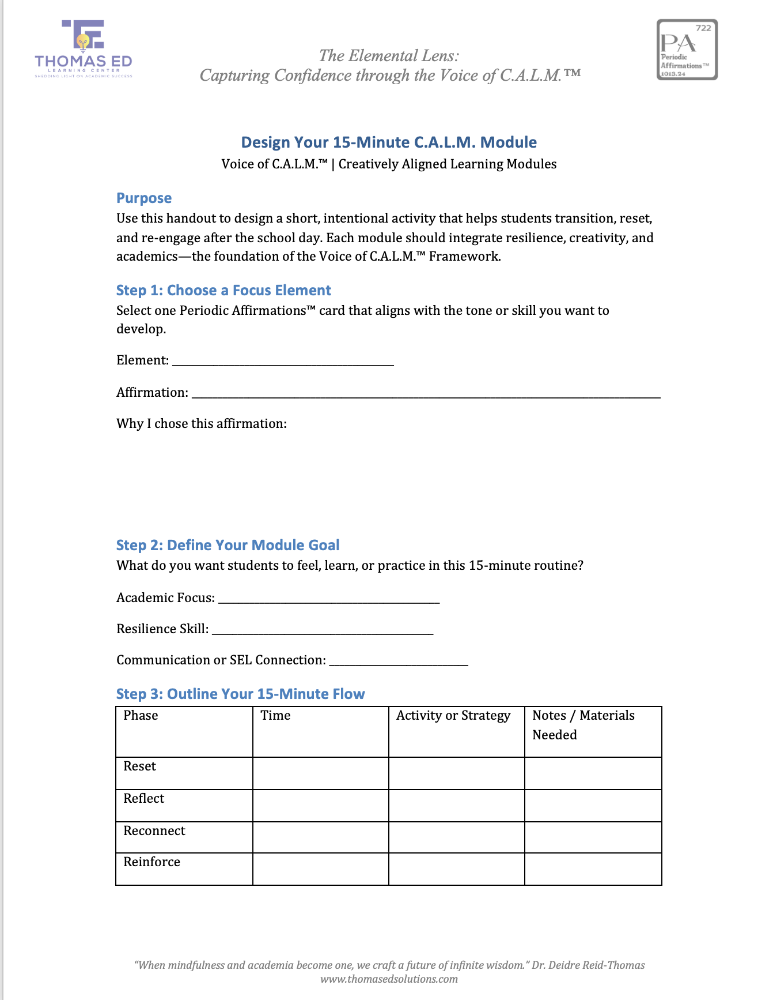 THOMAS ED
LEARNING CENTER
SHEDDING LIGHT ON ACADEMIC SUCCESS
The Elemental Lens:
Capturing Confidence through the Voice of C.A.L.M.™
722
PA
Periodic
Affirmations™
1013.24
Design Your 15-Minute C.A.L.M. Module
Voice of C.A.L.M.™ | Creatively Aligned Learning Modules
Purpose
Use this handout to design a short, intentional activity that helps students transition, reset,
and re-engage after the school day. Each module should integrate resilience, creativity, and
academics—the foundation of the Voice of C.A.L.M.™ Framework.
Step 1: Choose a Focus Element
Select one Periodic Affirmations™ card that aligns with the tone or skill you want to
develop.
Element: ___________________________________
Affirmation: __________________________________________________________________________
Why I chose this affirmation:
Step 2: Define Your Module Goal
What do you want students to feel, learn, or practice in this 15-minute routine?
Academic Focus: ___________________________________
Resilience Skill: ___________________________________
Communication or SEL Connection: ______________________
Step 3: Outline Your 15-Minute Flow
Phase Time Activity or Strategy Notes / Materials
Needed
Reset
Reflect
Reconnect
Reinforce
“When mindfulness and academia become one, we craft a future of infinite wisdom.” Dr. Deidre Reid-Thomas
www.thomasedsolutions.com